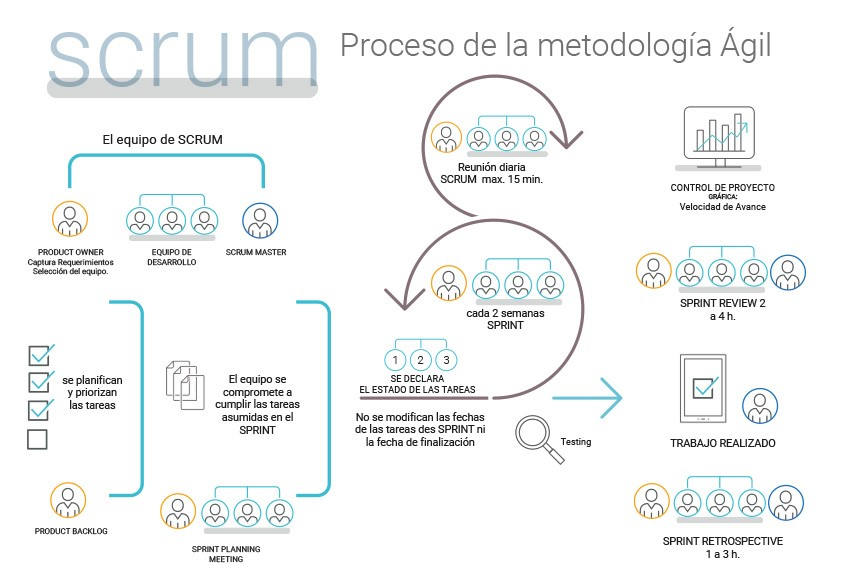 scrum
Proceso de la metodología Ágil
El equipo de SCRUM
PRODUCT OWNER
Captura Requerimientos
Selección del equipo.
EQUIPO DE
DESARROLLO
SCRUM MASTER
se planifican
y priorizan
las tareas
PRODUCT BACKLOG
El equipo se
compromete a
cumplir las tareas
asumidas en el
SPRINT
SPRINT PLANNING
MEETING
Reunión diaria
SCRUM max. 15 min.
cada 2 semanas
SPRINT
1 2 3
SE DECLARA
EL ESTADO DE LAS TAREAS
No se modifican las fechas
de las tareas des SPRINT ni
la fecha de finalización
Testing
CONTROL DE PROYECTO
GRÁFICA:
Velocidad de Avance
SPRINT REVIEW 2
a 4 h.
TRABAJO REALIZADO
SPRINT RETROSPECTIVE
1 a 3 h.